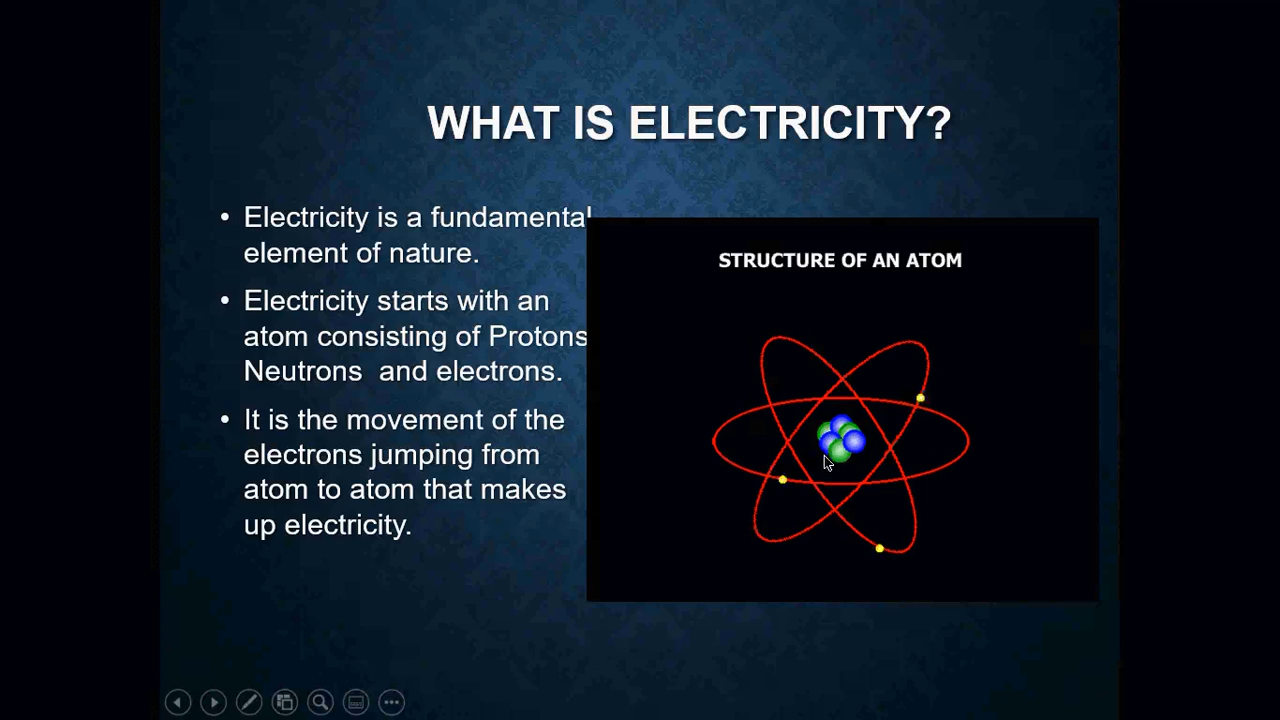 WHAT IS ELECTRICITY?
• Electricity is a fundamental
element of nature.
• Electricity starts with an
atom consisting of Protons
Neutrons and electrons.
• It is the movement of the
electrons jumping from
atom to atom that makes
up electricity.
STRUCTURE OF AN ATOM